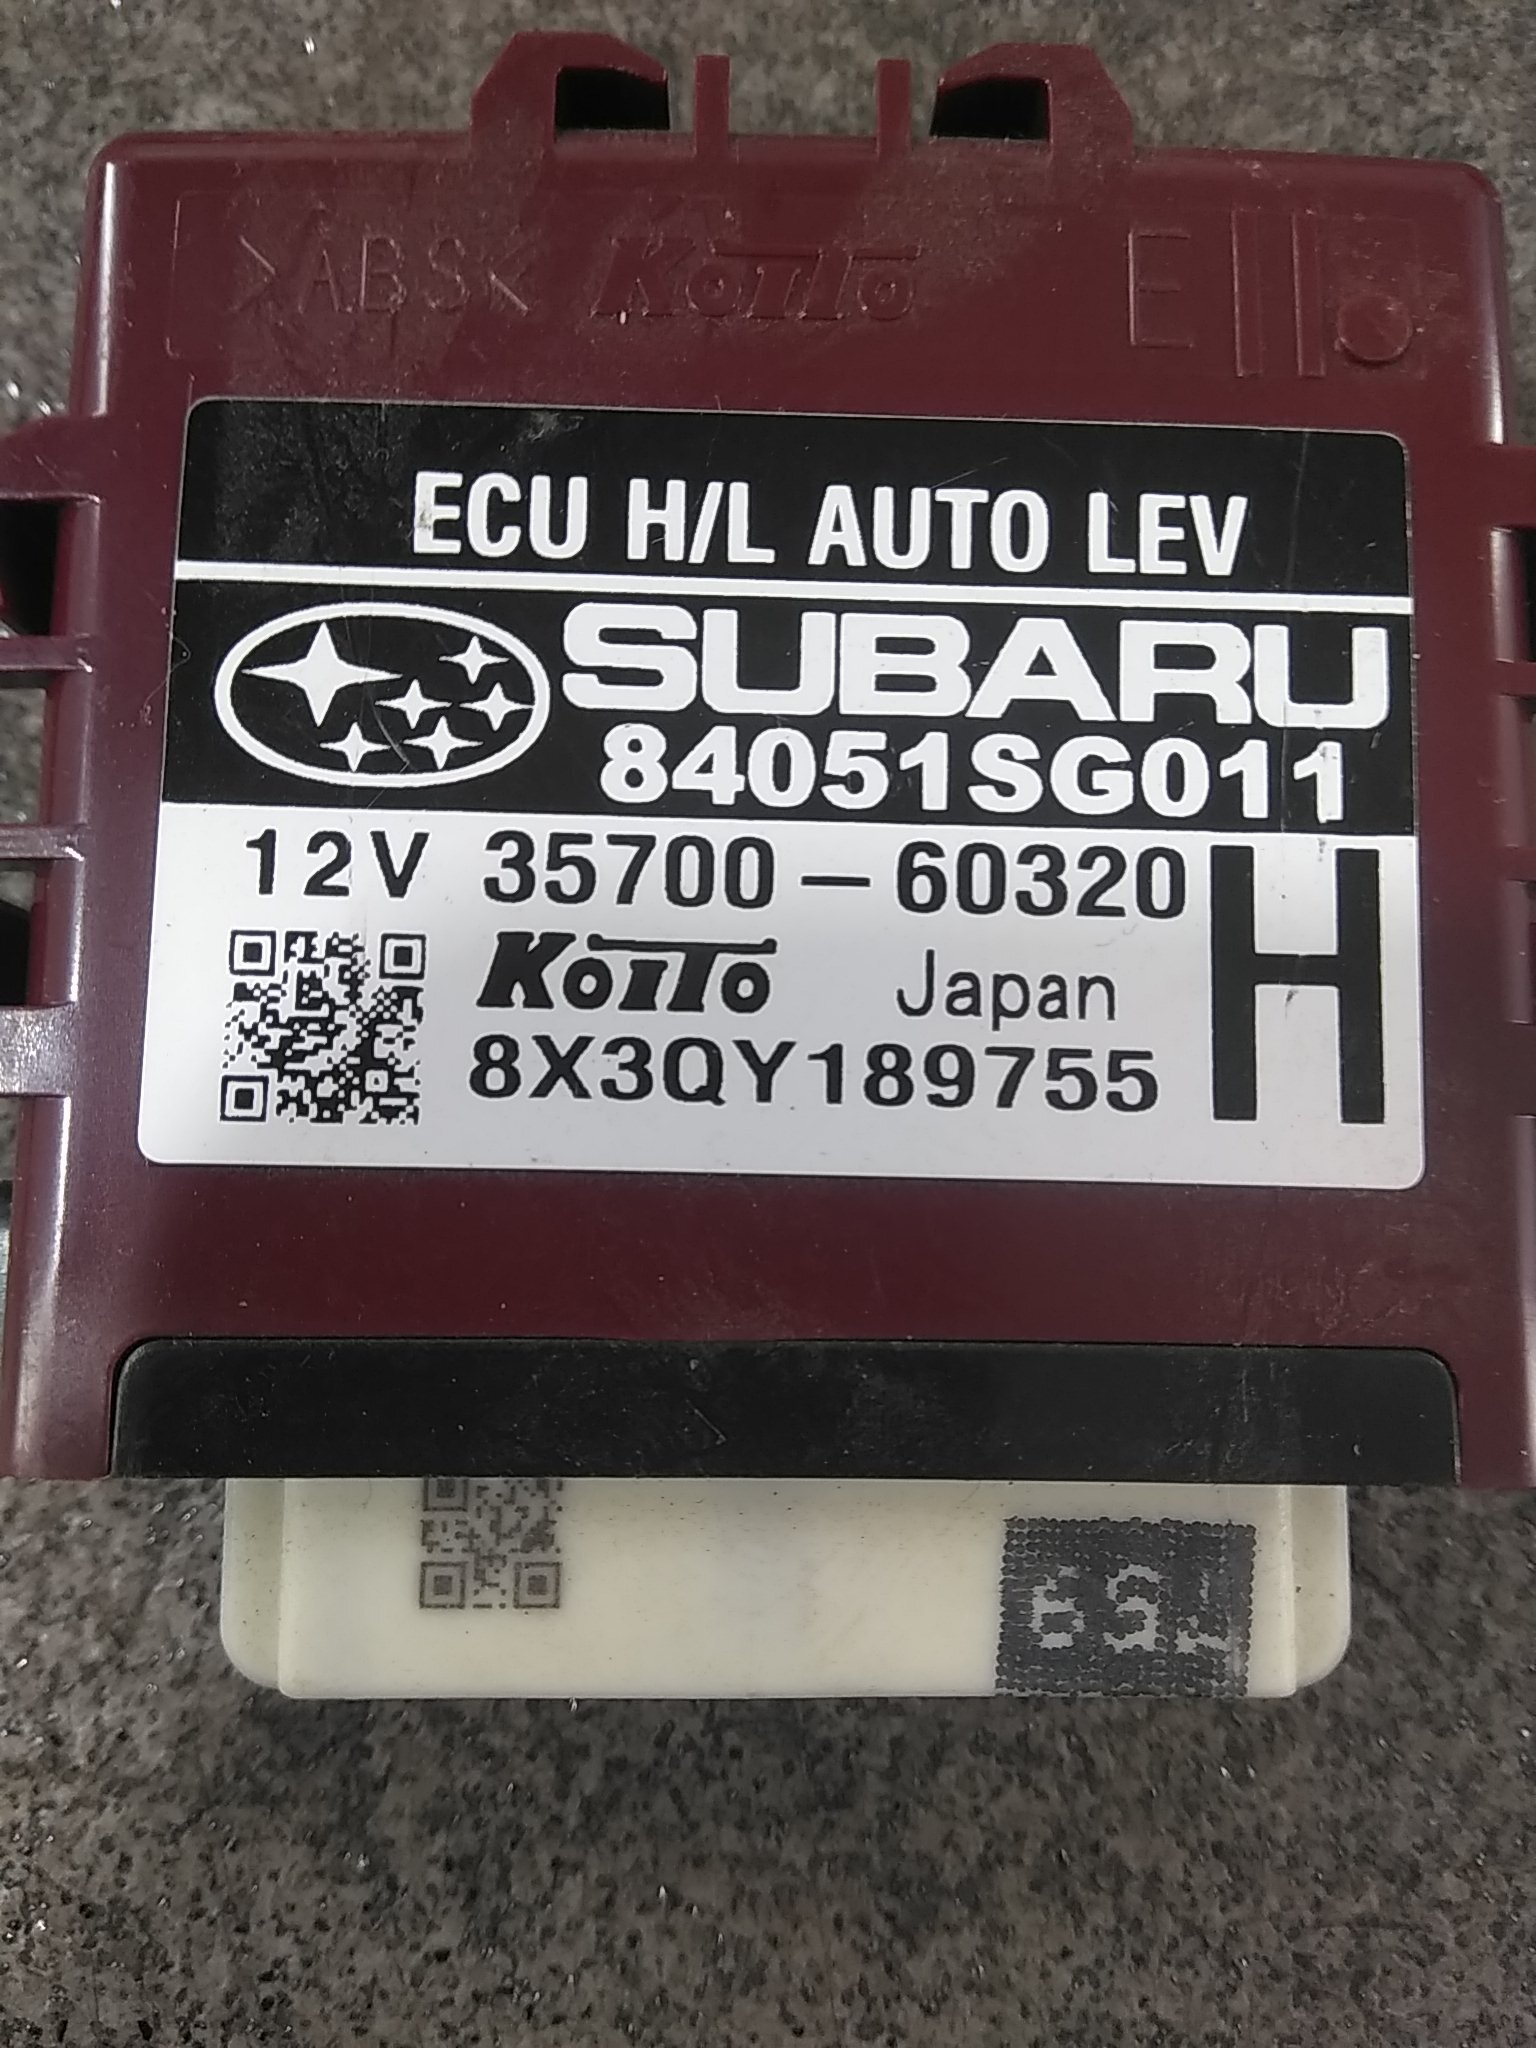 >ABS< KOITO E
ECU H/L AUTO LEV
SUBARU
84051SG011
12V 35700-60320 H
KOITO Japan
8X3QY189755